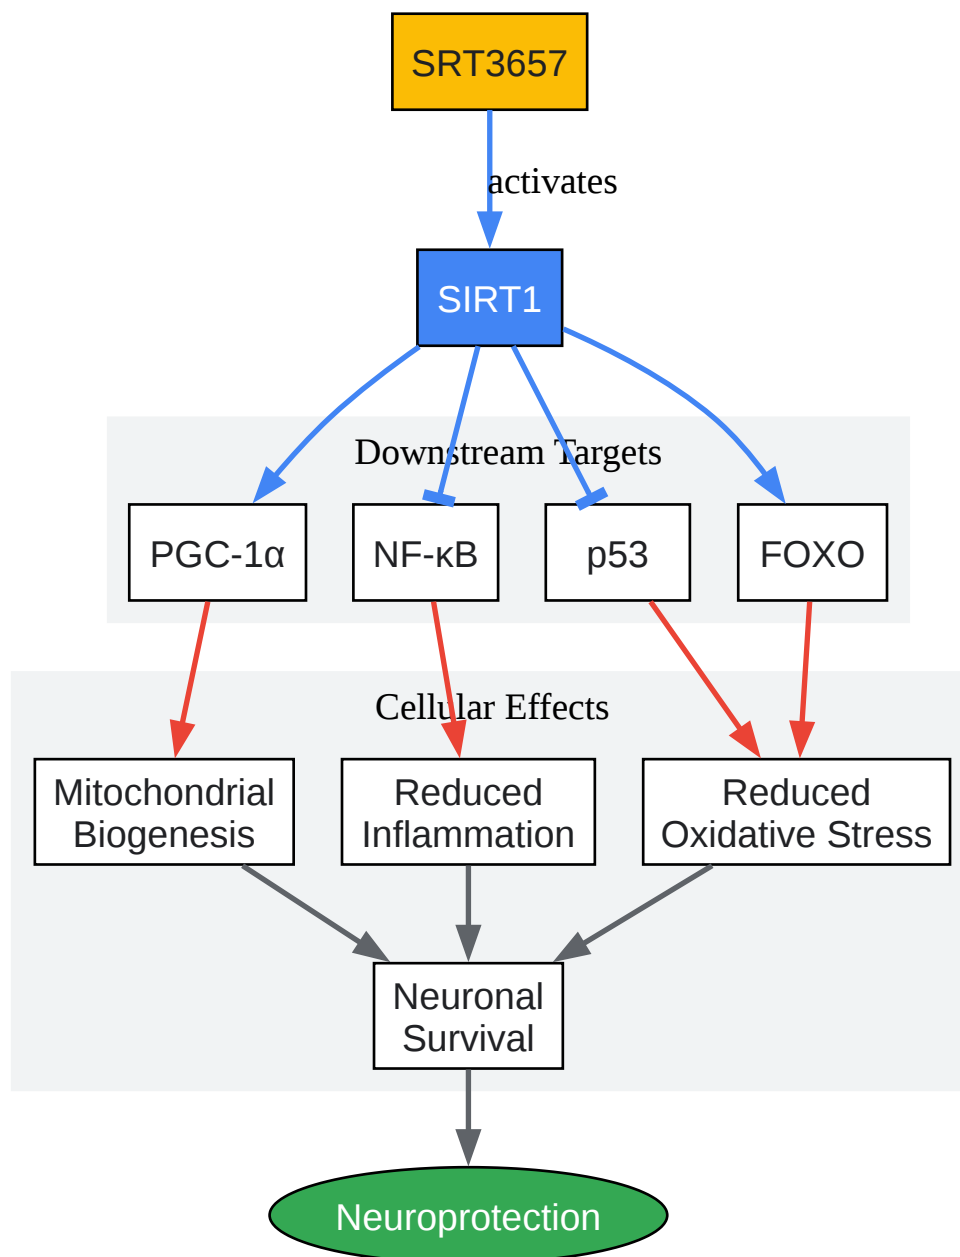 SRT3657
activates
SIRT1
Downstream Targets
PGC-1α
NF-κB
p53
FOXO
Cellular Effects
Mitochondrial
Biogenesis
Reduced
Inflammation
Reduced
Oxidative Stress
Neuronal
Survival
Neuroprotection